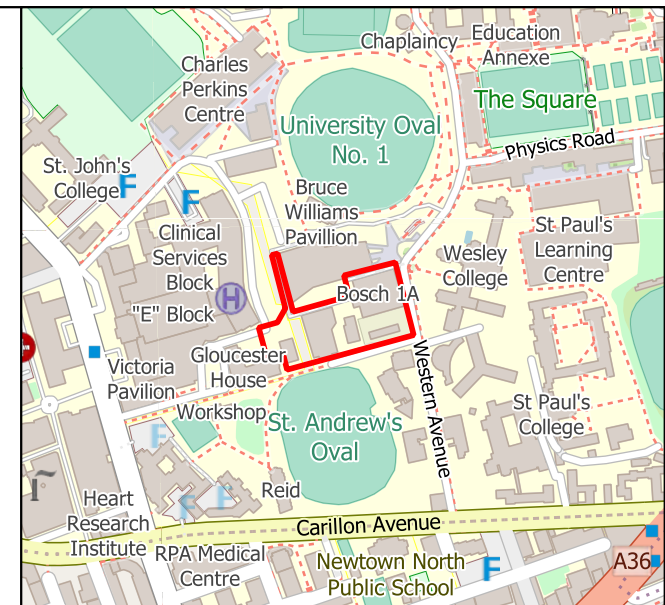 Chaplaincy
Education
Annexe
Charles
Perkins
Centre
The Square
University Oval
No. 1
Physics Road
St. John's
College
F
F
Bruce
Williams
Pavillion
Clinical
Services
Block
St Paul's
Learning
Centre
Wesley
College
H
Bosch 1A
"E" Block
Gloucester
House
Victoria
Pavilion
Western Avenue
Workshop
St. Andrew's
Oval
St Paul's
College
F
F
F
Reid
Heart
Research
Institute
Carillon Avenue
RPA Medical
Centre
Newtown North
Public School
F
A36